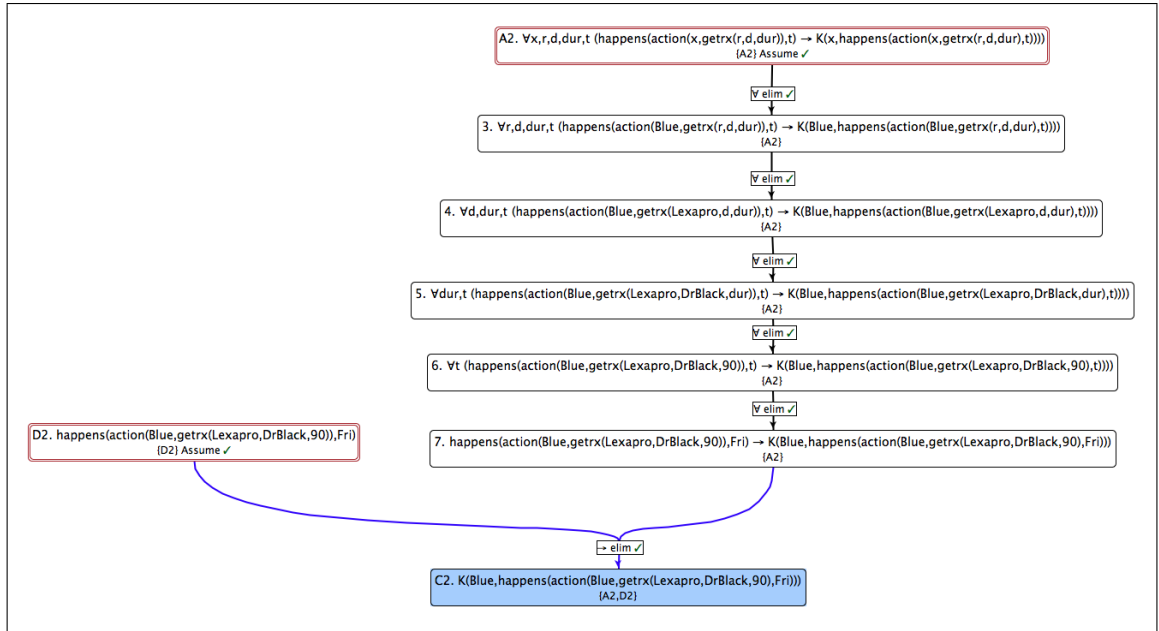 A2. ∀x,r,d,dur,t (happens(action(x,getrx(r,d,dur)),t) → K(x,happens(action(x,getrx(r,d,dur),t))))
{A2} Assume ✓
∀ elim ✓
3. ∀r,d,dur,t (happens(action(Blue,getrx(r,d,dur)),t) → K(Blue,happens(action(Blue,getrx(r,d,dur),t))))
{A2}
∀ elim ✓
4. ∀d,dur,t (happens(action(Blue,getrx(Lexapro,d,dur)),t) → K(Blue,happens(action(Blue,getrx(Lexapro,d,dur),t))))
{A2}
∀ elim ✓
5. ∀dur,t (happens(action(Blue,getrx(Lexapro,DrBlack,dur)),t) → K(Blue,happens(action(Blue,getrx(Lexapro,DrBlack,dur),t))))
{A2}
∀ elim ✓
6. ∀t (happens(action(Blue,getrx(Lexapro,DrBlack,90)),t) → K(Blue,happens(action(Blue,getrx(Lexapro,DrBlack,90),t))))
{A2}
∀ elim ✓
D2. happens(action(Blue,getrx(Lexapro,DrBlack,90)),Fri)
{D2} Assume ✓
7. happens(action(Blue,getrx(Lexapro,DrBlack,90)),Fri) → K(Blue,happens(action(Blue,getrx(Lexapro,DrBlack,90),Fri)))
{A2}
→ elim ✓
C2. K(Blue,happens(action(Blue,getrx(Lexapro,DrBlack,90),Fri)))
{A2,D2}